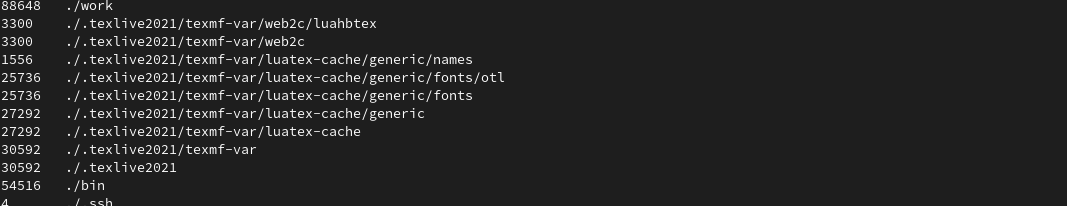 88648   ./work
3300    ./.texlive2021/texmf-var/web2c/luahbtex
3300    ./.texlive2021/texmf-var/web2c
1556    ./.texlive2021/texmf-var/luatex-cache/generic/names
25736   ./.texlive2021/texmf-var/luatex-cache/generic/fonts/otl
25736   ./.texlive2021/texmf-var/luatex-cache/generic/fonts
27292   ./.texlive2021/texmf-var/luatex-cache/generic
27292   ./.texlive2021/texmf-var/luatex-cache
30592   ./.texlive2021/texmf-var
30592   ./.texlive2021
54516   ./bin
4       ./.ssh